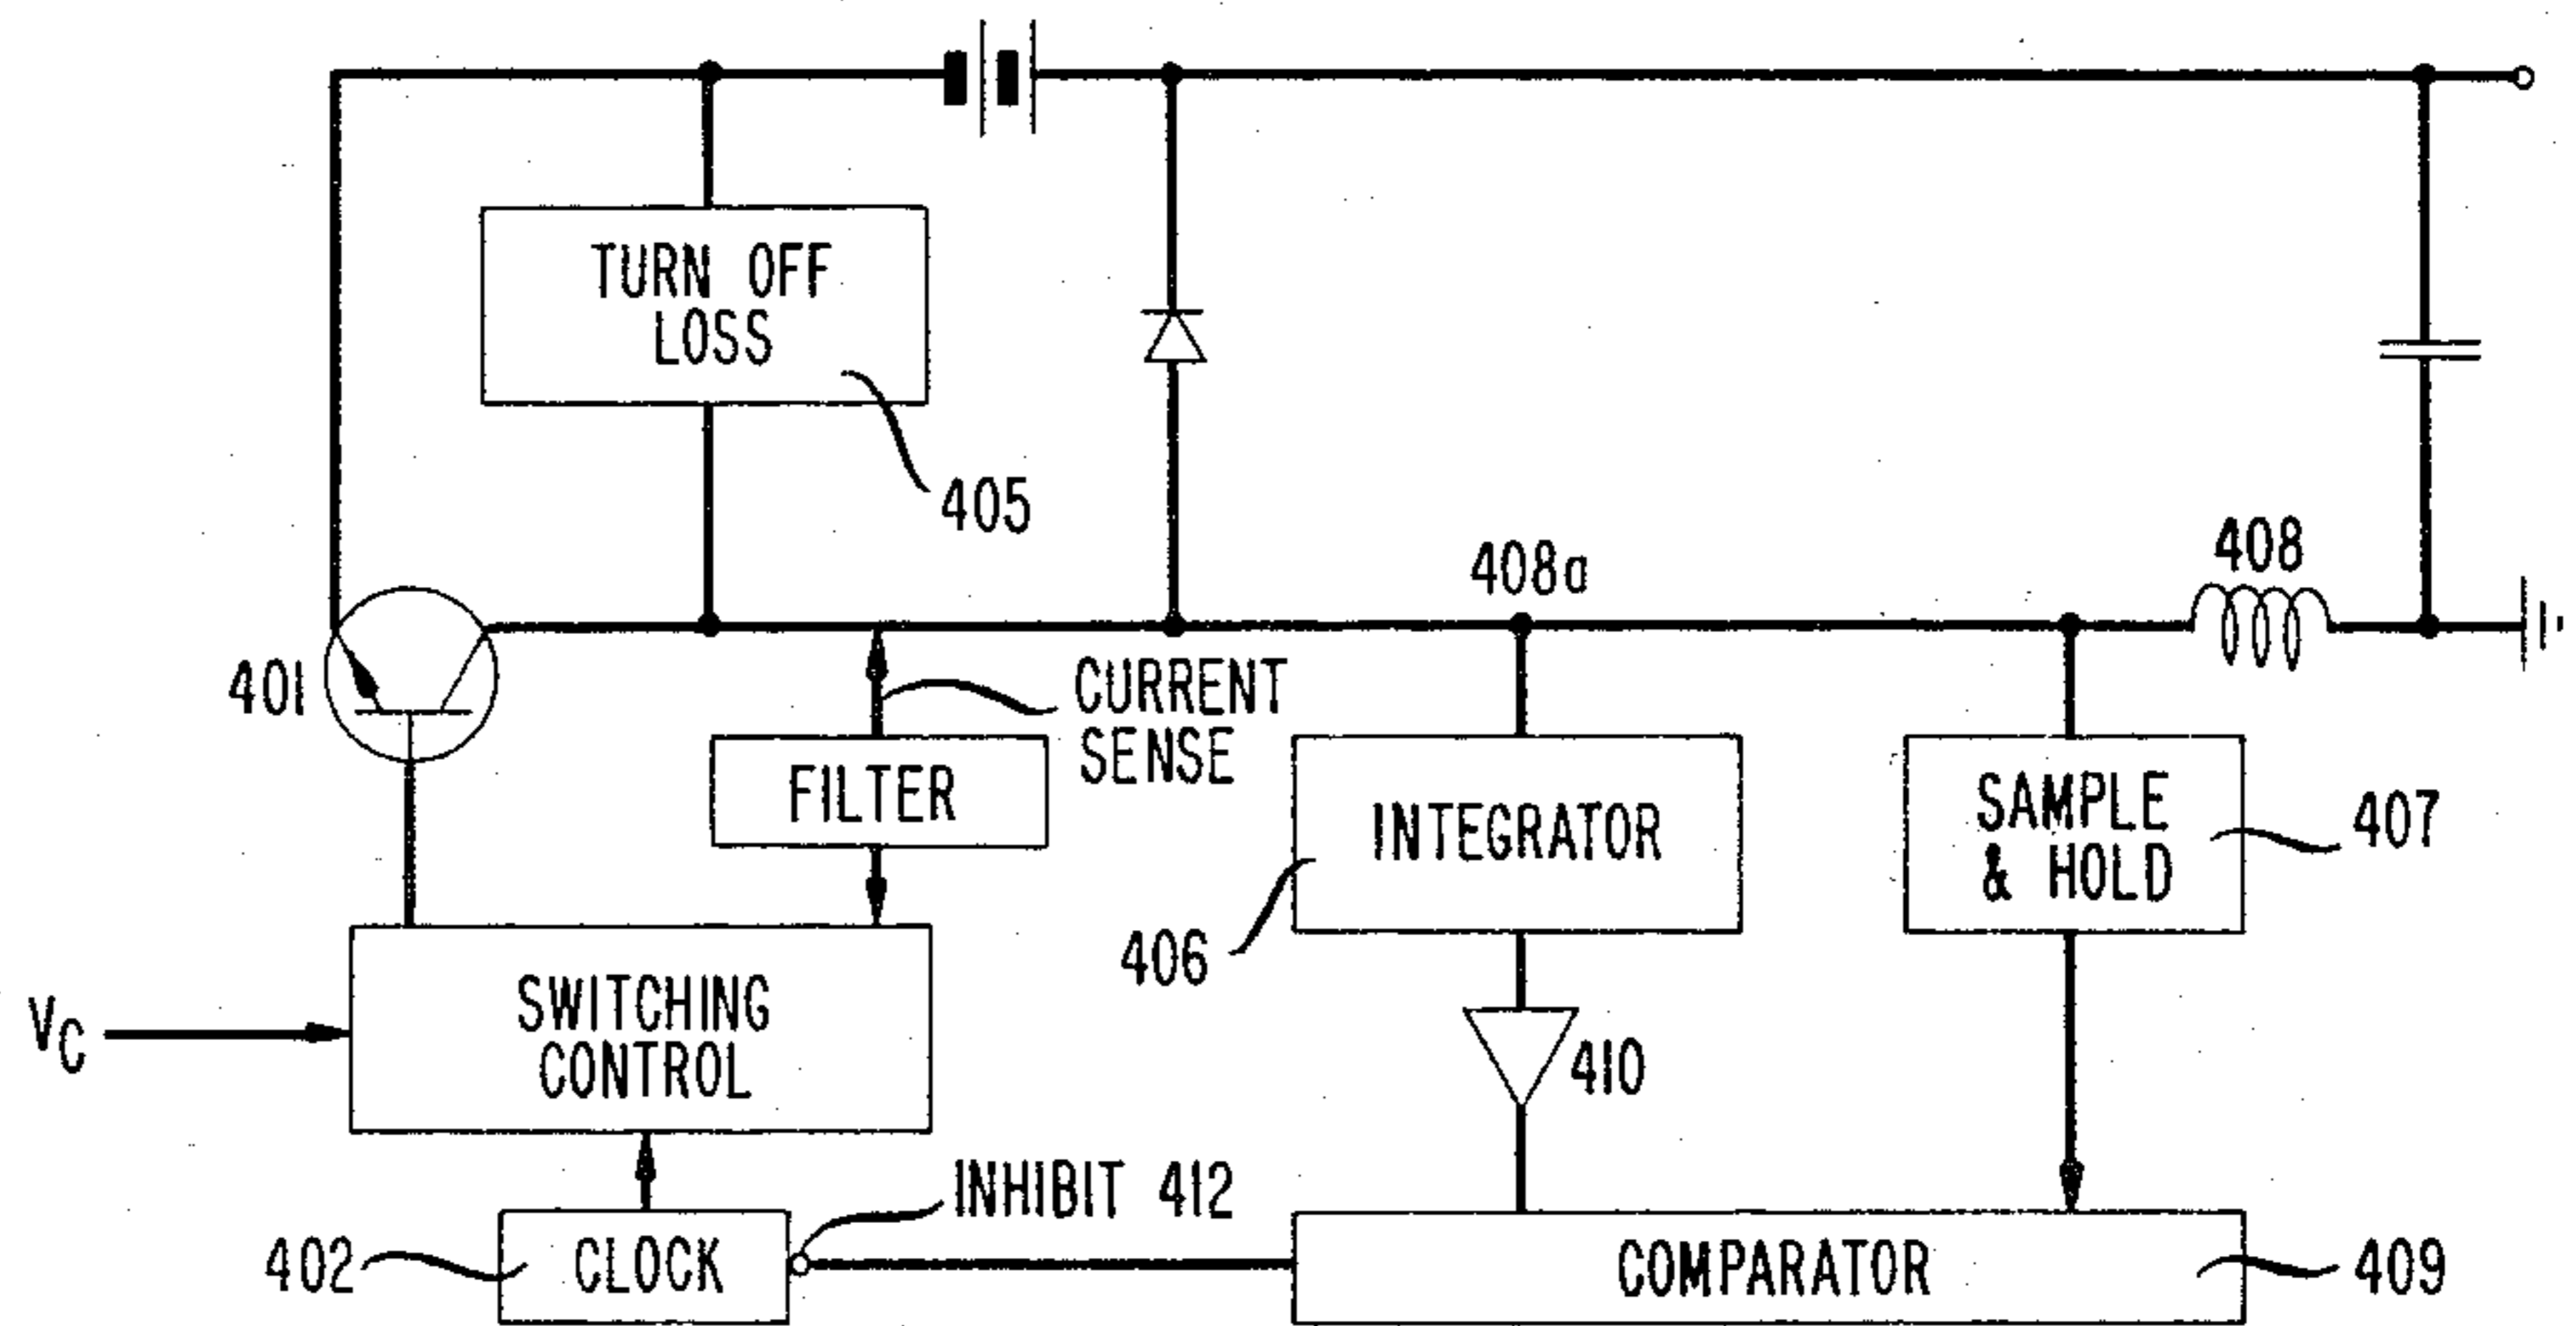 TURN OFF
LOSS
405
408a
408
401
CURRENT
SENSE
FILTER
INTEGRATOR
406
SAMPLE
& HOLD
407
VC
SWITCHING
CONTROL
410
INHIBIT 412
402
CLOCK
COMPARATOR
409